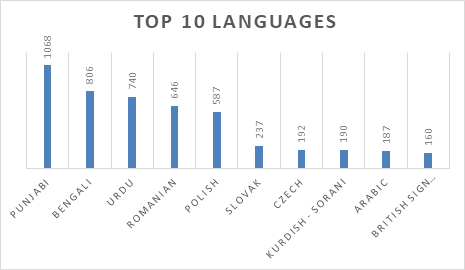 TOP 10 LANGUAGES
1068
806
740
646
587
237
192
190
187
160
PUNJABI
BENGALI
URDU
ROMANIAN
POLISH
SLOVAK
CZECH
KURDISH - SORANI
ARABIC
BRITISH SIGN...